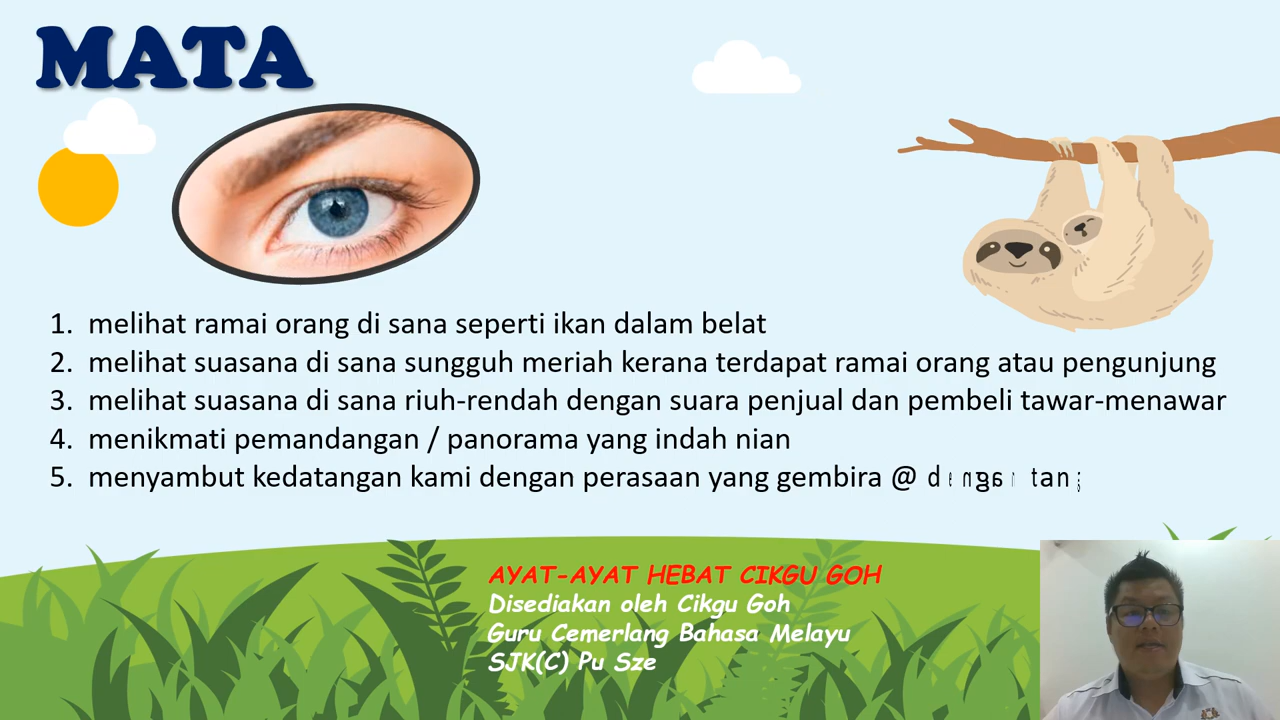 MATA
1. melihat ramai orang di sana seperti ikan dalam belat
2. melihat suasana di sana sungguh meriah kerana terdapat ramai orang atau pengunjung
3. melihat suasana di sana riuh-rendah dengan suara penjual dan pembeli tawar-menawar
4. menikmati pemandangan / panorama yang indah nian
5. menyambut kedatangan kami dengan perasaan yang gembira @
AYAT-AYAT HEBAT CIKGU GOH
Disediakan oleh Cikgu Goh
Guru Cemerlang Bahasa Melayu
SJK(C) Pu Sze